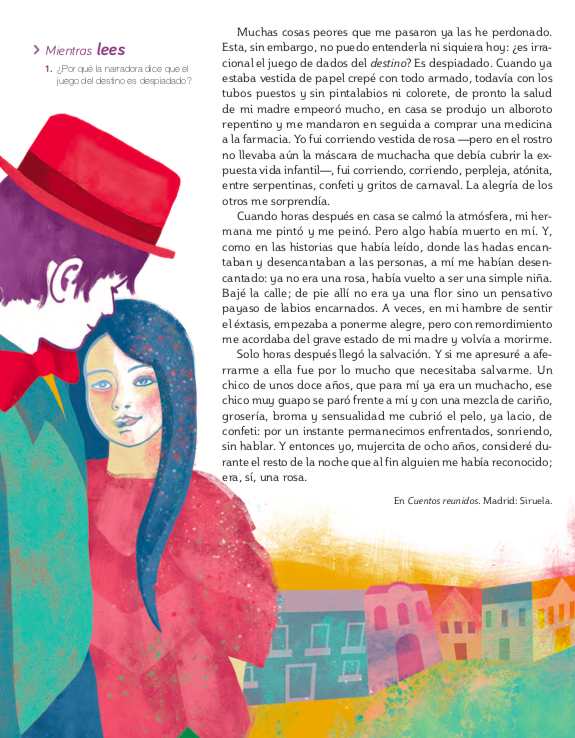 Mientras lees
1. ¿Por qué la narradora dice que el
juego del destino es despiadado?
Muchas cosas peores que me pasaron ya las he perdonado.
Esta, sin embargo, no puedo entenderla ni siquiera hoy: ¿es irra-
cional el juego de dados del destino? Es despiadado. Cuando ya
estaba vestida de papel crepé con todo armado, todavía con los
tubos puestos y sin pintalabios ni colorete, de pronto la salud
de mi madre empeoró mucho, en casa se produjo un alboroto
repentino y me mandaron en seguida a comprar una medicina
a la farmacia. Yo fui corriendo vestida de rosa —pero en el rostro
no llevaba aún la máscara de muchacha que debía cubrir la ex-
puesta vida infantil—, fui corriendo, corriendo, perpleja, atónita,
entre serpentinas, confeti y gritos de carnaval. La alegría de los
otros me sorprendía.
Cuando horas después en casa se calmó la atmósfera, mi her-
mana me pintó y me peinó. Pero algo había muerto en mí. Y,
como en las historias que había leído, donde las hadas encan-
taban y desencantaban a las personas, a mí me habían desen-
cantado: ya no era una rosa, había vuelto a ser una simple niña.
Bajé la calle; de pie allí no era ya una flor sino un pensativo
payaso de labios encarnados. A veces, en mi hambre de sentir
el éxtasis, empezaba a ponerme alegre, pero con remordimiento
me acordaba del grave estado de mi madre y volvía a morirme.
Solo horas después llegó la salvación. Y si me apresuré a afe-
rrarme a ella fue por lo mucho que necesitaba salvarme. Un
chico de unos doce años, que para mí ya era un muchacho, ese
chico muy guapo se paró frente a mí y con una mezcla de cariño,
grosería, broma y sensualidad me cubrió el pelo, ya lacio, de
confeti: por un instante permanecimos enfrentados, sonriendo,
sin hablar. Y entonces yo, mujercita de ocho años, consideré du-
rante el resto de la noche que al fin alguien me había reconocido;
era, sí, una rosa.
En Cuentos reunidos. Madrid: Siruela.